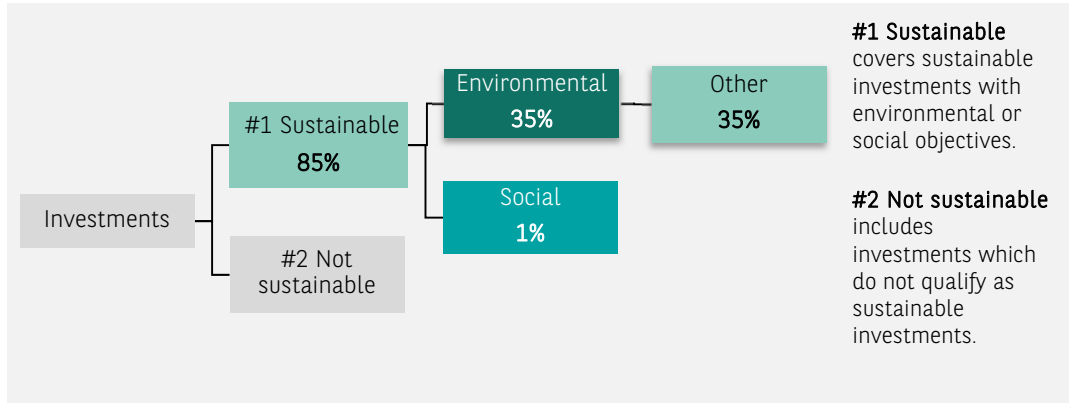 Investments
#1 Sustainable
85%
#2 Not
sustainable
Environmental
35%
Social
1%
Other
35%
#1 Sustainable
covers sustainable
investments with
environmental or
social objectives.
#2 Not sustainable
includes
investments which
do not qualify as
sustainable
investments.